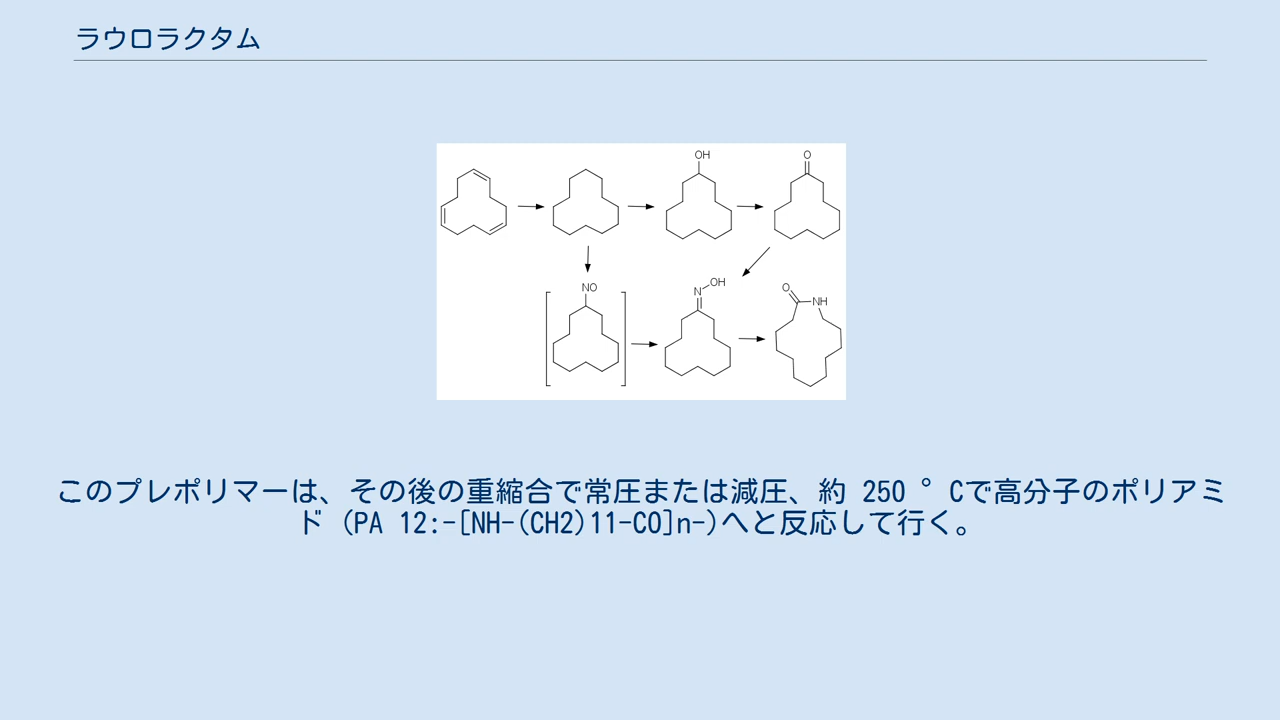 ラウロラクタム
OH
O
NO
N
OH
O
NH
このプレポリマーは、その後の重縮合で常圧または減圧、約 250 ° Cで高分子のポリアミ
ド (PA 12:-[NH-(CH2)11-CO]n-)へと反応して行く。